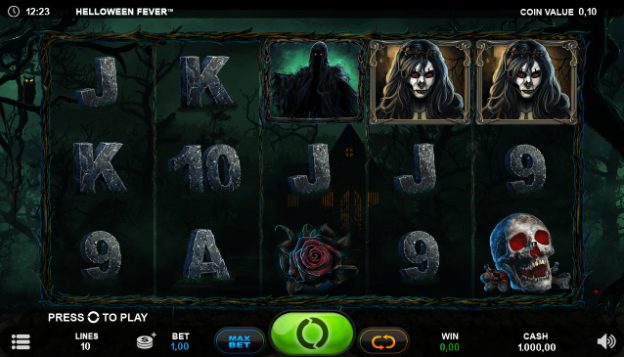 12:23 HELLOWEEN FEVER™ COIN VALUE 0,10
J K
K 10 J J 9
9 A 9
PRESS TO PLAY
LINES 10 BET 1,00 MAX BET WIN 0,00 CASH 1.000,00